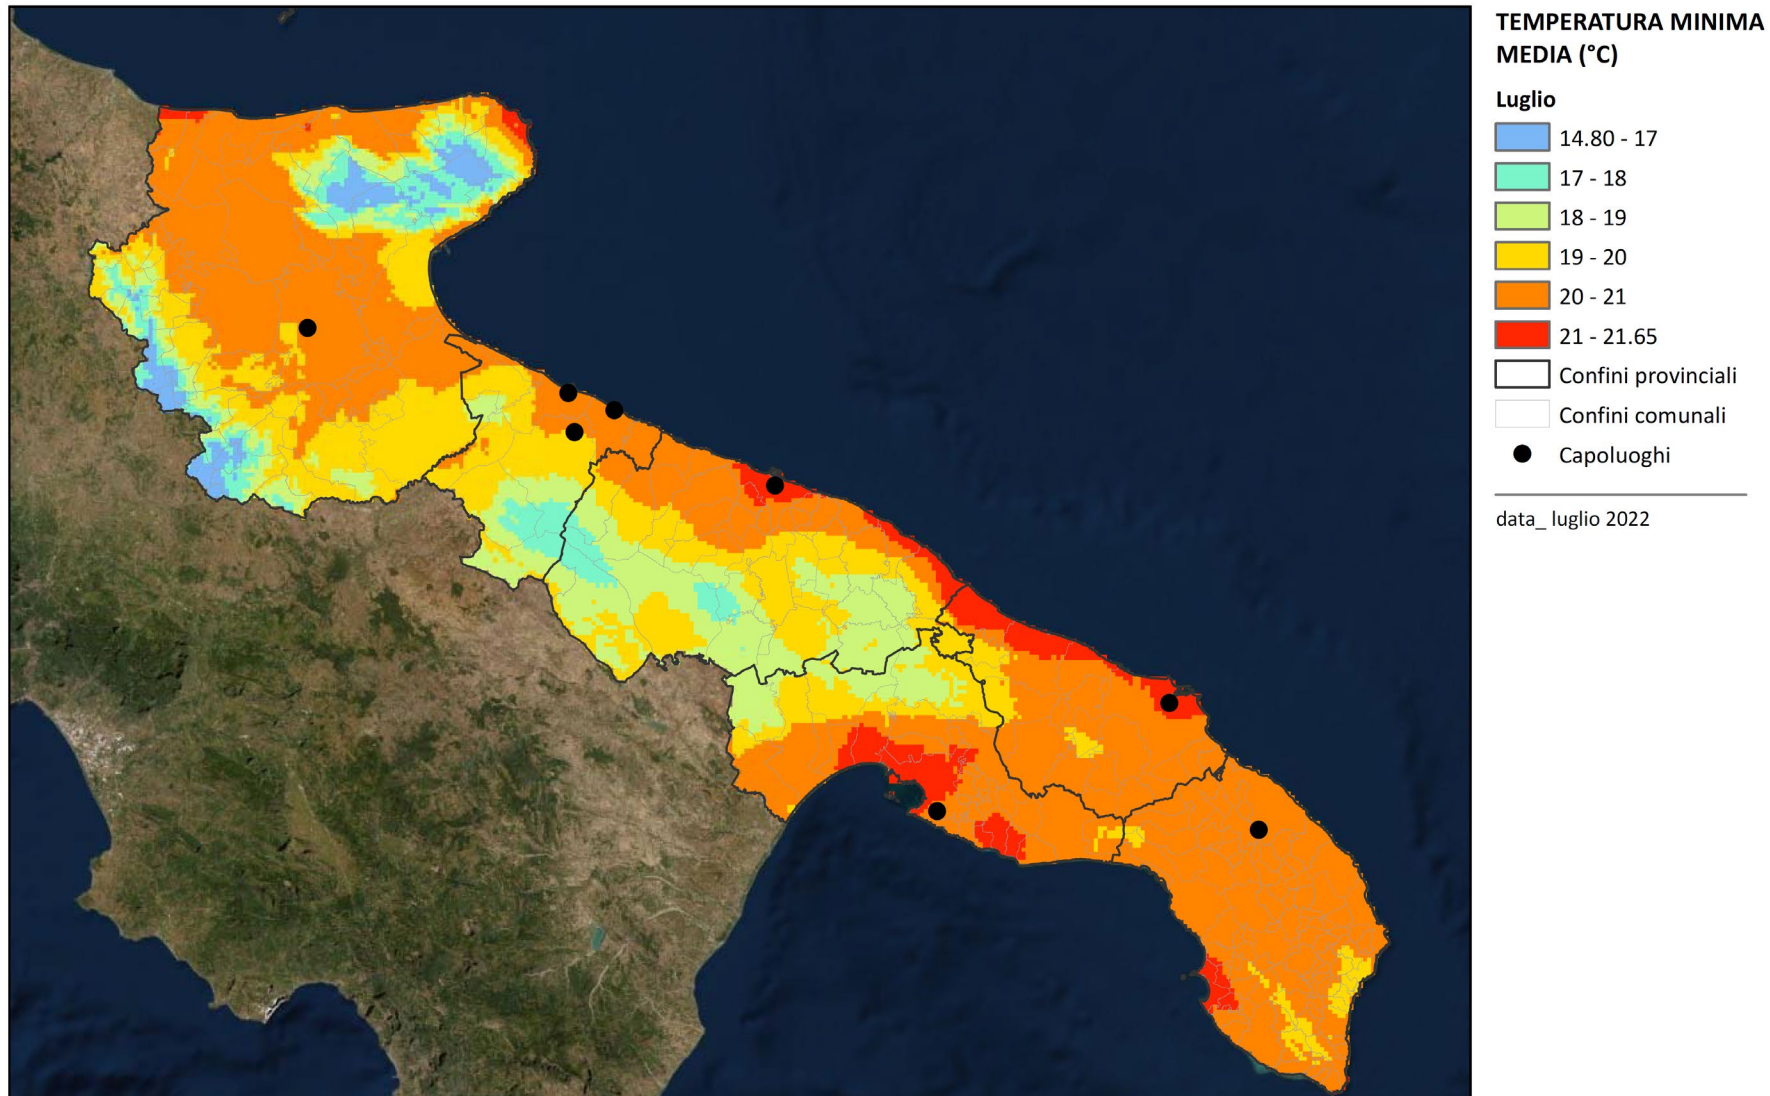 TEMPERATURA MINIMA
MEDIA (°C)
Luglio
14.80 - 17
17 - 18
18 - 19
19 - 20
20 - 21
21 - 21.65
Confini provinciali
Confini comunali
Capoluoghi
data_ luglio 2022